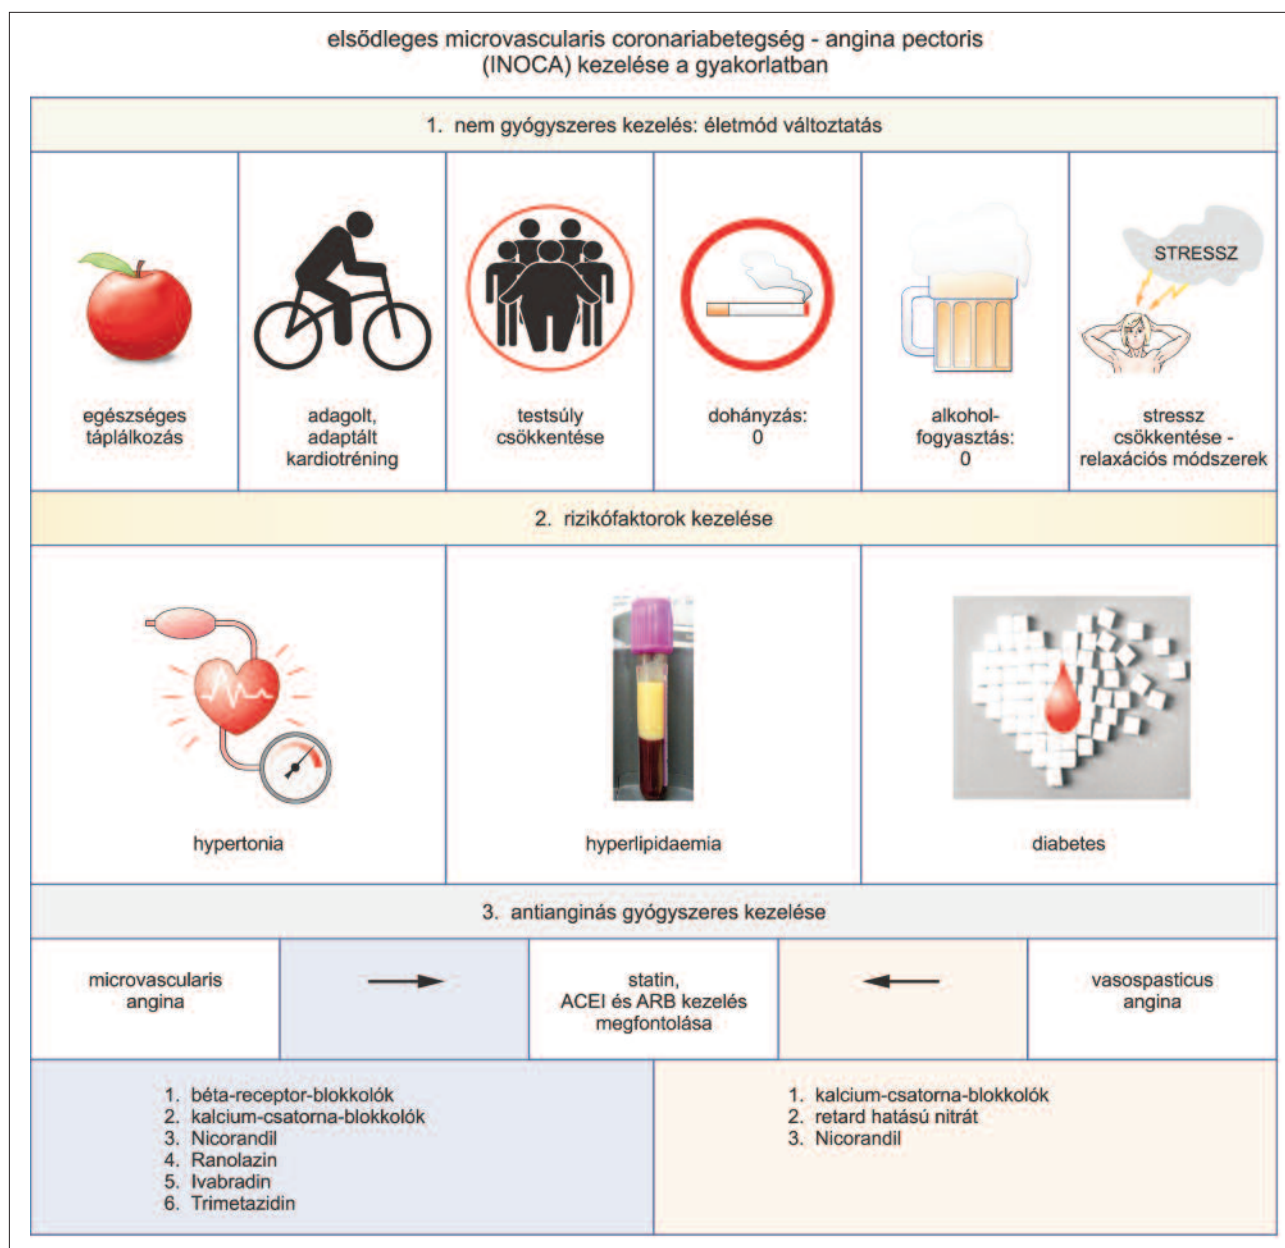 elsődleges microvascularis coronariabetegség - angina pectoris
(INOCA) kezelése a gyakorlatban
1. nem gyógyszeres kezelés: életmód változtatás
STRESSZ
egészséges
táplálkozás
adagolt,
adaptált
kardiotréning
testsúly
csökkentése
dohányzás:
0
alkohol-
fogyasztás:
0
stressz
csökkentése -
relaxációs módszerek
2. rizikófaktorok kezelése
hypertonia
hyperlipidaemia
diabetes
3. antianginás gyógyszeres kezelése
microvascularis
angina
statin,
ACEI és ARB kezelés
megfontolása
vasospasticus
angina
1. béta-receptor-blokkolók
2. kalcium-csatorna-blokkolók
3. Nicorandil
4. Ranolazin
5. Ivabradin
6. Trimetazidin
1. kalcium-csatorna-blokkolók
2. retard hatású nitrát
3. Nicorandil